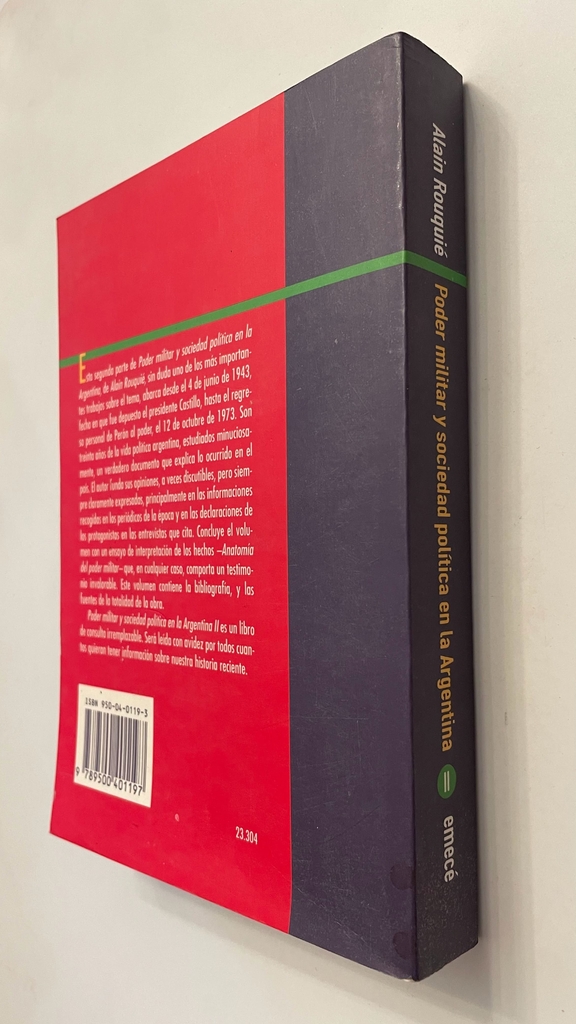 Alain Rouquié Poder militar y sociedad política en la Argentina II emecé
Esta segunda parte de Poder militar y sociedad política en la
Argentina, de Alain Rouquié, sin duda uno de los más importan-
tes trabajos sobre el tema, abarca desde el 4 de junio de 1943,
fecha en que fue depuesto el presidente Castillo, hasta el regre-
so personal de Perón al poder, el 12 de octubre de 1973. Son
treinta años de la vida política argentina, estudiados minuciosa-
mente, un verdadero documento que explica lo ocurrido en el
país. El autor funda sus opiniones, a veces discutibles, pero siem-
pre claramente expresadas, principalmente en las informaciones
recogidas en los periódicos de la época y en las declaraciones de
los protagonistas en las entrevistas que cita. Concluye el volu-
men con un ensayo de interpretación de los hechos –Anatomía
del poder militar– que, en cualquier caso, comporta un testimo-
nio invalorable. Este volumen contiene la bibliografía, y las
fuentes de la totalidad de la obra.
Poder militar y sociedad política en la Argentina II es un libro
de consulta irremplazable. Será leído con avidez por todos cuan-
tos quieran tener información sobre nuestra historia reciente.
ISBN 950-04-0119-3
9 789500 401197
23.304